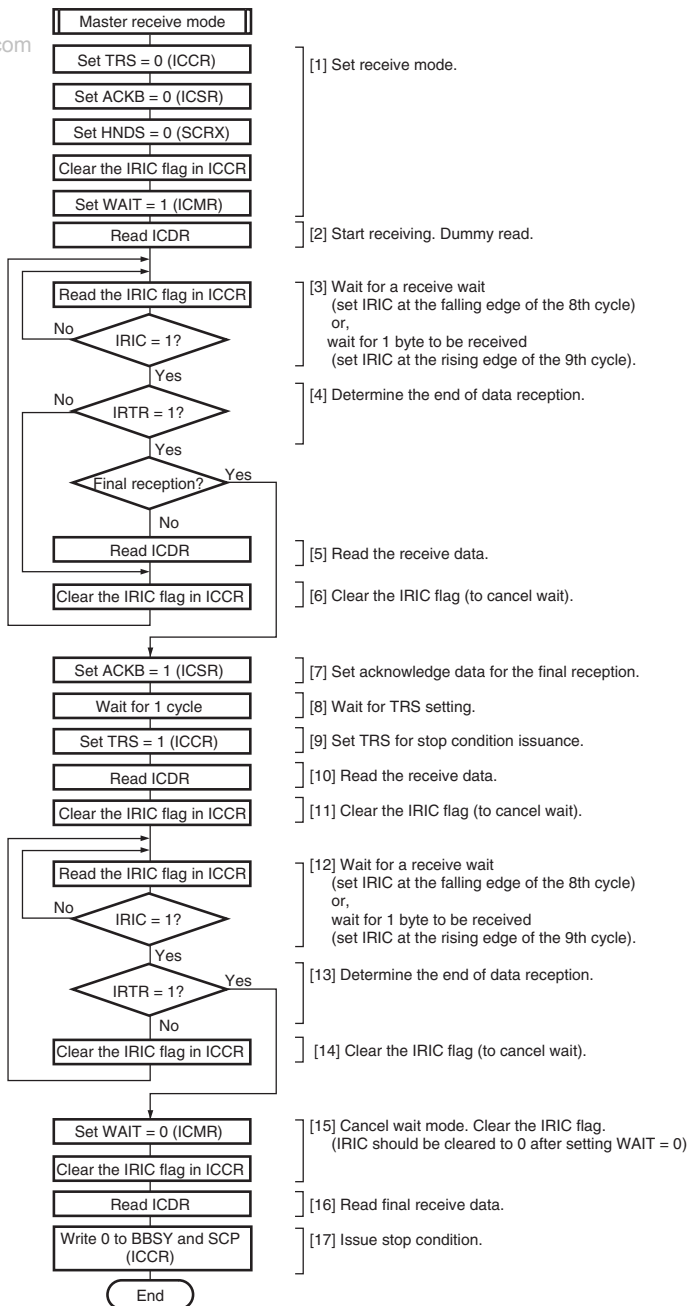 Master receive mode
com
Set TRS = 0 (ICCR)
[1] Set receive mode.
Set ACKB = 0 (ICSR)
Set HNDS = 0 (SCRX)
Clear the IRIC flag in ICCR
Set WAIT = 1 (ICMR)
Read ICDR
[2] Start receiving. Dummy read.
Read the IRIC flag in ICCR
[3] Wait for a receive wait
(set IRIC at the falling edge of the 8th cycle)
or,
wait for 1 byte to be received
(set IRIC at the rising edge of the 9th cycle).
No
IRIC = 1?
Yes
[4] Determine the end of data reception.
No
IRTR = 1?
Yes
Final reception?
Yes
No
Read ICDR
[5] Read the receive data.
Clear the IRIC flag in ICCR
[6] Clear the IRIC flag (to cancel wait).
Set ACKB = 1 (ICSR)
[7] Set acknowledge data for the final reception.
Wait for 1 cycle
[8] Wait for TRS setting.
Set TRS = 1 (ICCR)
[9] Set TRS for stop condition issuance.
Read ICDR
[10] Read the receive data.
Clear the IRIC flag in ICCR
[11] Clear the IRIC flag (to cancel wait).
Read the IRIC flag in ICCR
[12] Wait for a receive wait
(set IRIC at the falling edge of the 8th cycle)
or,
wait for 1 byte to be received
(set IRIC at the rising edge of the 9th cycle).
No
IRIC = 1?
Yes
[13] Determine the end of data reception.
IRTR = 1?
Yes
No
Clear the IRIC flag in ICCR
[14] Clear the IRIC flag (to cancel wait).
Set WAIT = 0 (ICMR)
[15] Cancel wait mode. Clear the IRIC flag.
(IRIC should be cleared to 0 after setting WAIT = 0)
Clear the IRIC flag in ICCR
Read ICDR
[16] Read final receive data.
Write 0 to BBSY and SCP
(ICCR)
[17] Issue stop condition.
End